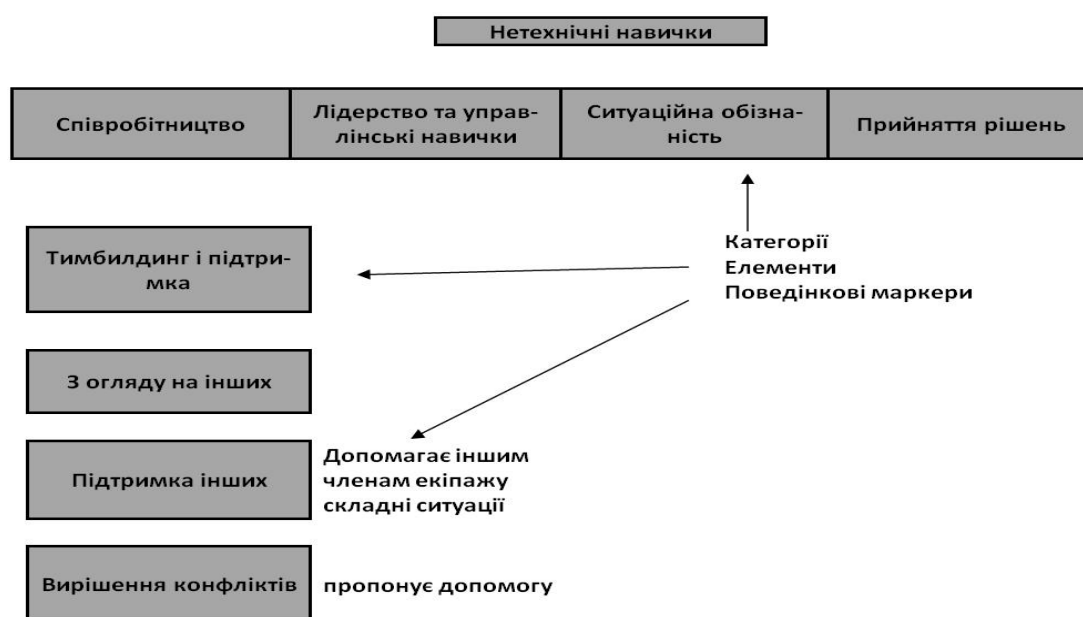 Нетехнічні навички
Співробітництво
Лідерство та управ-
лінські навички
Ситуаційна обізна-
ність
Прийняття рішень
Категорії
Елементи
Поведінкові маркери
Тимбилдинг і підтри-
мка
З огляду на інших
Підтримка інших
Допомагає іншим
членам екіпажу
складні ситуації
Вирішення конфліктів
пропонує допомогу